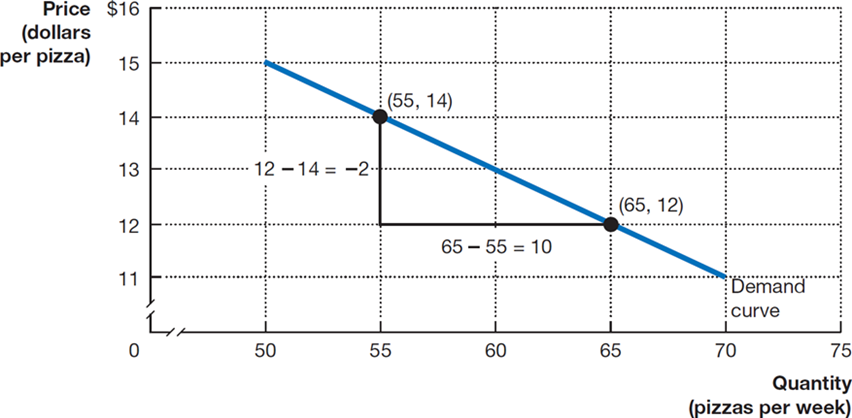 Price
(dollars
per pizza)
$16
15
14
13
12
11
0
(55, 14)
12 – 14 = –2
(65, 12)
65 – 55 = 10
Demand
curve
50 55 60 65 70 75
Quantity
(pizzas per week)